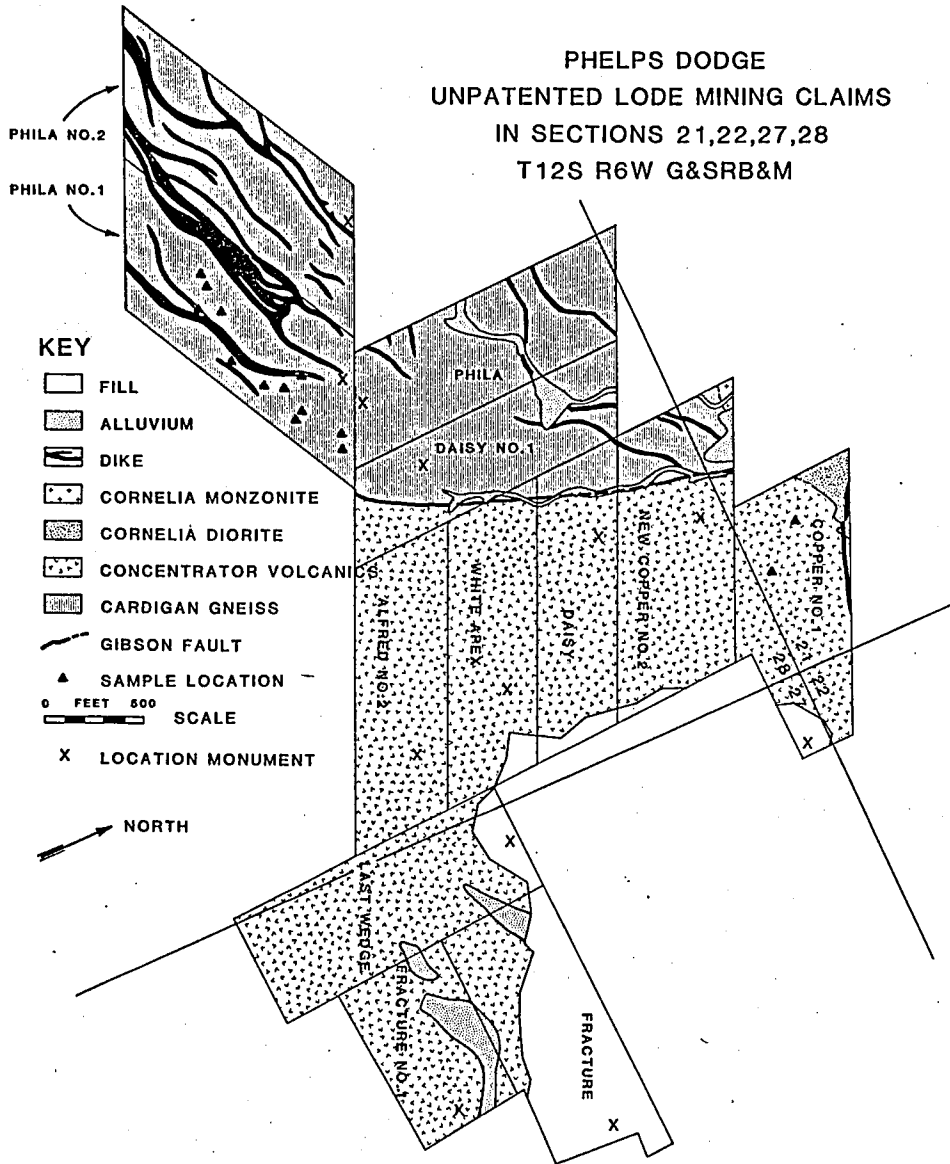 PHELPS DODGE
UNPATENTED LODE MINING CLAIMS
IN SECTIONS 21,22,27,28
T12S R6W G&SRB&M
PHILA NO.2
PHILA NO.1
KEY
FILL
ALLUVIUM
DIKE
CORNELIA MONZONITE
CORNELIA DIORITE
CONCENTRATOR VOLCANICS
CARDIGAN GNEISS
GIBSON FAULT
SAMPLE LOCATION
0 FEET 500
SCALE
X LOCATION MONUMENT
NORTH
PHILA
DAISY NO.1
ALFRED NO.2
WHITE APEX
DAISY
NEW COPPER NO.2
COPPER NO.1
21 22
28 27
LAST WEDGE
FRACTURE NO.1
FRACTURE